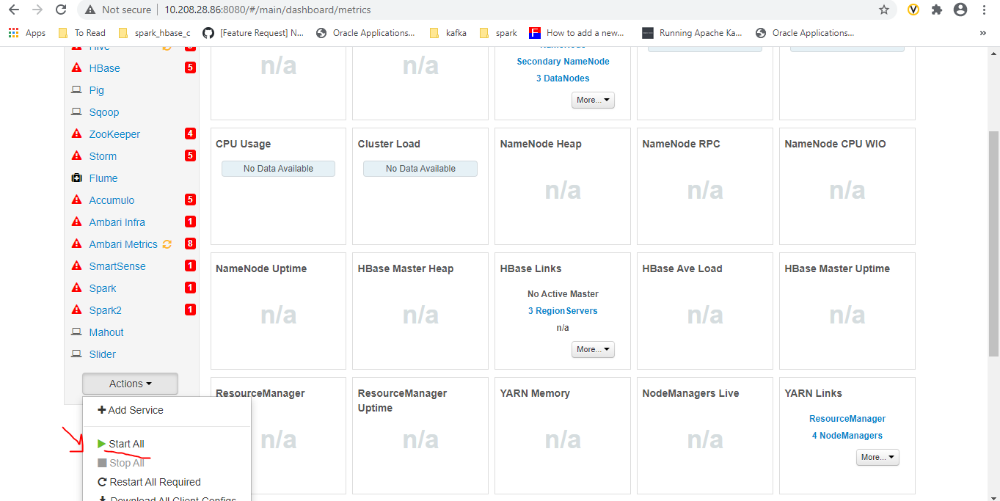 Not secure | 10.208.28.86:8080/#/main/dashboard/metrics
Apps To Read spark_hbase_c [Feature Request] N... Oracle Applications... kafka spark How to add a new... Running Apache Ka... Oracle Applications... »
Hive
HBase 5
Pig
Sqoop
ZooKeeper 4
Storm 5
Flume
Accumulo 5
Ambari Infra 1
Ambari Metrics 8
SmartSense 1
Spark 1
Spark2 1
Mahout
Slider
Actions
Add Service
Start All
Stop All
Restart All Required
Download All Client Configs
n/a
n/a
NameNode
Secondary NameNode
3 DataNodes
More...
CPU Usage
No Data Available
Cluster Load
No Data Available
NameNode Heap
n/a
NameNode RPC
n/a
NameNode CPU WIO
n/a
NameNode Uptime
n/a
HBase Master Heap
n/a
HBase Links
No Active Master
3 RegionServers
n/a
More...
HBase Ave Load
n/a
HBase Master Uptime
n/a
ResourceManager
n/a
ResourceManager
Uptime
n/a
YARN Memory
n/a
NodeManagers Live
n/a
YARN Links
ResourceManager
4 NodeManagers
More...